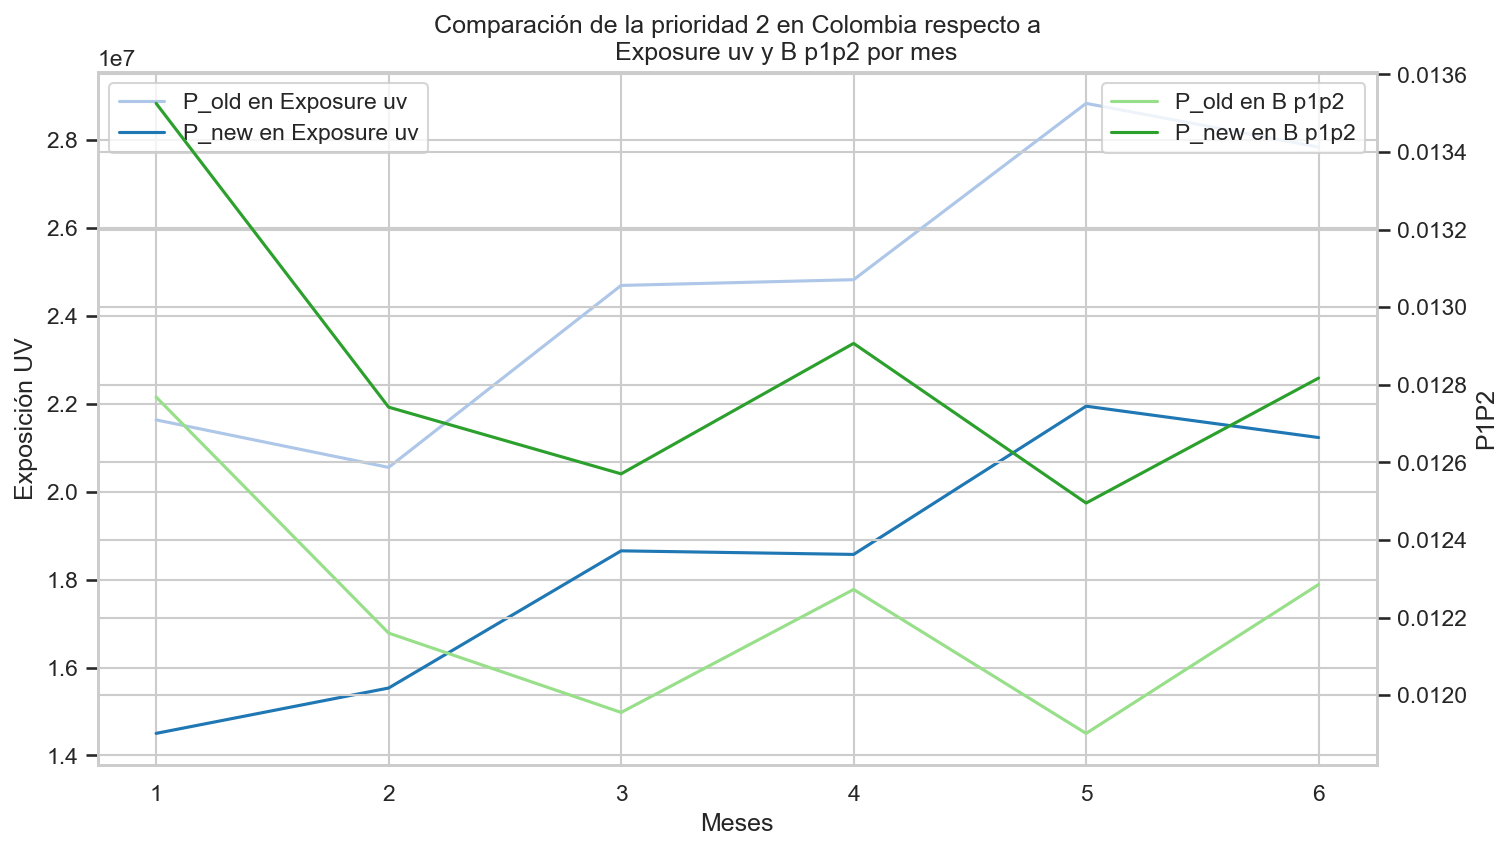 Comparación de la prioridad 2 en Colombia respecto a
Exposure uv y B p1p2 por mes
1e7
P_old en Exposure uv
P_new en Exposure uv
P_old en B p1p2
P_new en B p1p2
2.8
2.6
2.4
2.2
2.0
1.8
1.6
1.4
Exposición UV
0.0136
0.0134
0.0132
0.0130
0.0128
0.0126
0.0124
0.0122
0.0120
P1P2
1 2 3 4 5 6
Meses